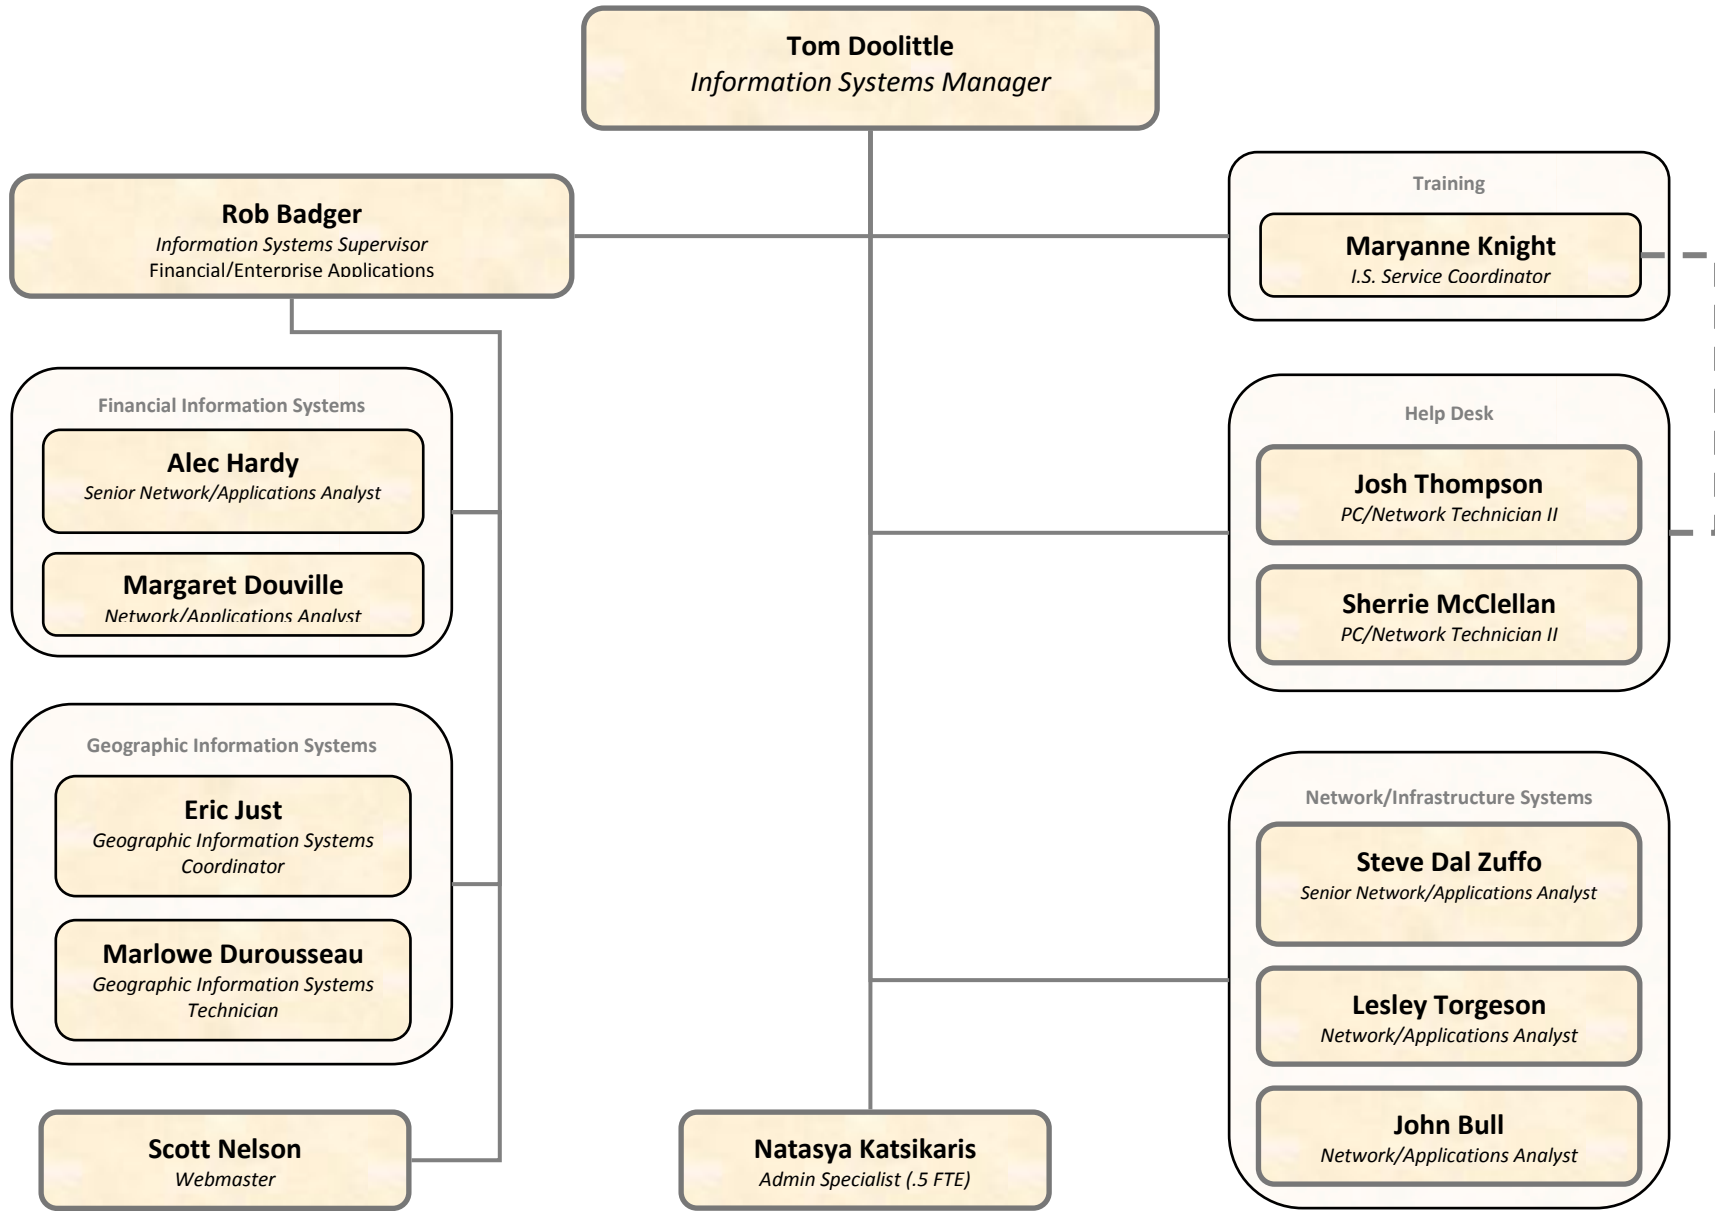 Tom Doolittle
Information Systems Manager
Rob Badger
Information Systems Supervisor
Financial/Enterprise Applications
Training
Maryanne Knight
I.S. Service Coordinator
Financial Information Systems
Alec Hardy
Senior Network/Applications Analyst
Margaret Douville
Network/Applications Analyst
Help Desk
Josh Thompson
PC/Network Technician II
Sherrie McClellan
PC/Network Technician II
Geographic Information Systems
Eric Just
Geographic Information Systems
Coordinator
Marlowe Durousseau
Geographic Information Systems
Technician
Network/Infrastructure Systems
Steve Dal Zuffo
Senior Network/Applications Analyst
Lesley Torgeson
Network/Applications Analyst
John Bull
Network/Applications Analyst
Scott Nelson
Webmaster
Natasya Katsikaris
Admin Specialist (.5 FTE)